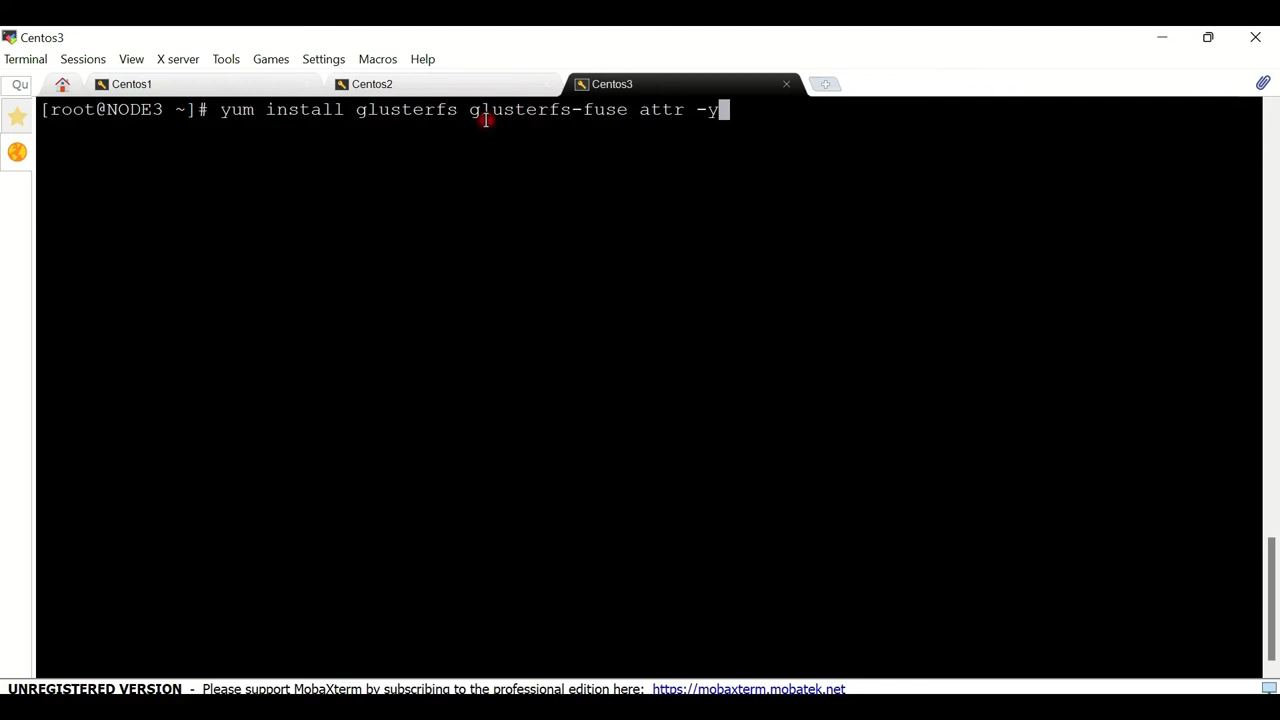 Centos3
Terminal Sessions View X server Tools Games Settings Macros Help
Qu Centos1 Centos2 Centos3
[root@NODE3 ~]# yum install glusterfs glusterfs-fuse attr -y
UNREGISTERED VERSION - Please support MobaXterm by subscribing to the professional edition here: https://mobaxterm.mobatek.net